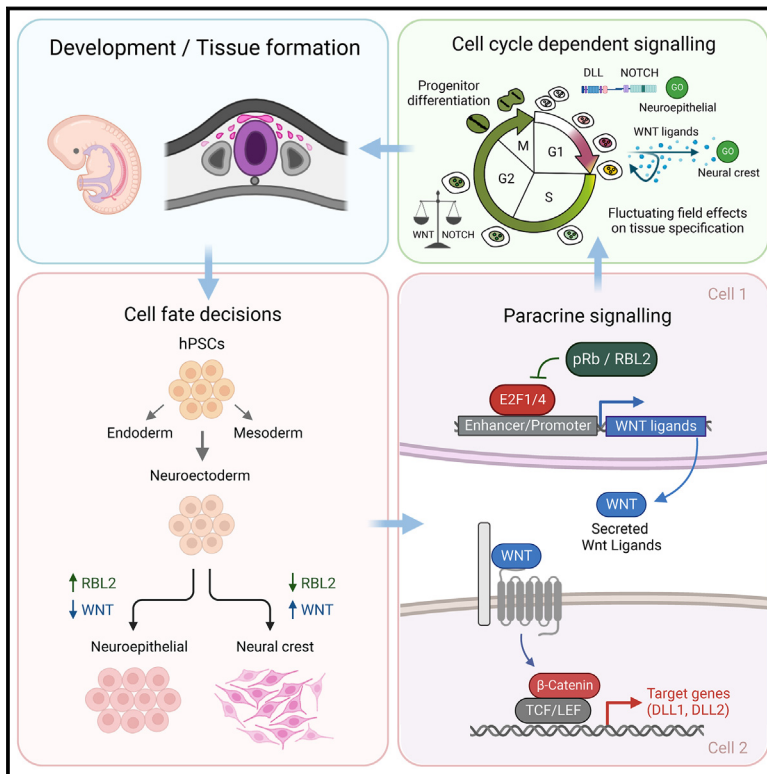 Development / Tissue formation
Cell cycle dependent signalling
Progenitor
differentiation
DLL
NOTCH
GO
Neuroepithelial
WNT ligands
GO
Neural crest
M
G1
G2
S
WNT
NOTCH
Fluctuating field effects
on tissue specification
Cell fate decisions
hPSCs
Endoderm
Mesoderm
Neuroectoderm
RBL2
WNT
RBL2
WNT
Neuroepithelial
Neural crest
Cell 1
Paracrine signalling
pRb / RBL2
E2F1/4
Enhancer/Promoter
WNT ligands
WNT
Secreted
Wnt Ligands
WNT
β-Catenin
TCF/LEF
Target genes
(DLL1, DLL2)
Cell 2